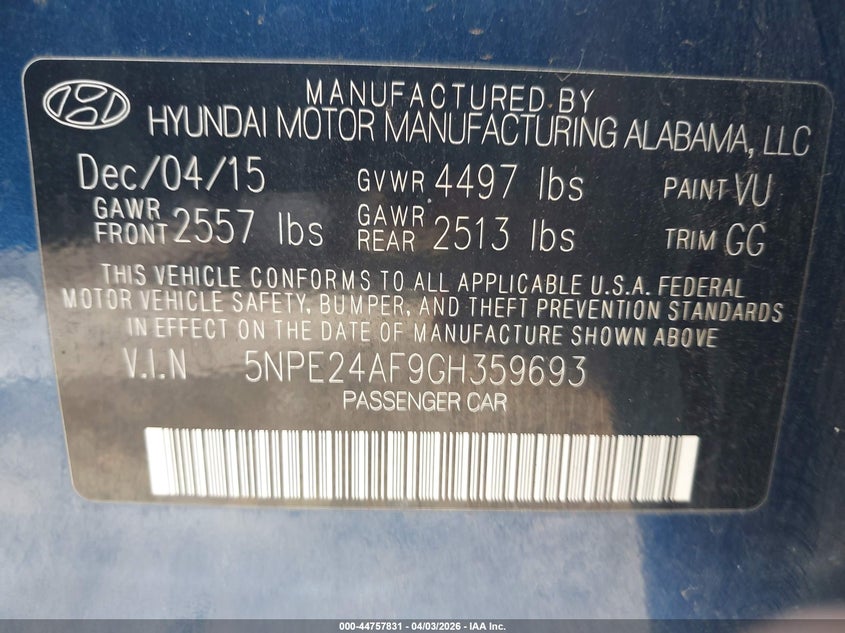 MANUFACTURED BY
HYUNDAI MOTOR MANUFACTURING ALABAMA, LLC
Dec/04/15 GVWR 4497 lbs PAINT VU
GAWR FRONT 2557 lbs GAWR REAR 2513 lbs TRIM GG
THIS VEHICLE CONFORMS TO ALL APPLICABLE U.S.A. FEDERAL
MOTOR VEHICLE SAFETY, BUMPER, AND THEFT PREVENTION STANDARDS
IN EFFECT ON THE DATE OF MANUFACTURE SHOWN ABOVE
V.I.N 5NPE24AF9GH359693
PASSENGER CAR
000-44757831 - 04/03/2026 - IAA Inc.